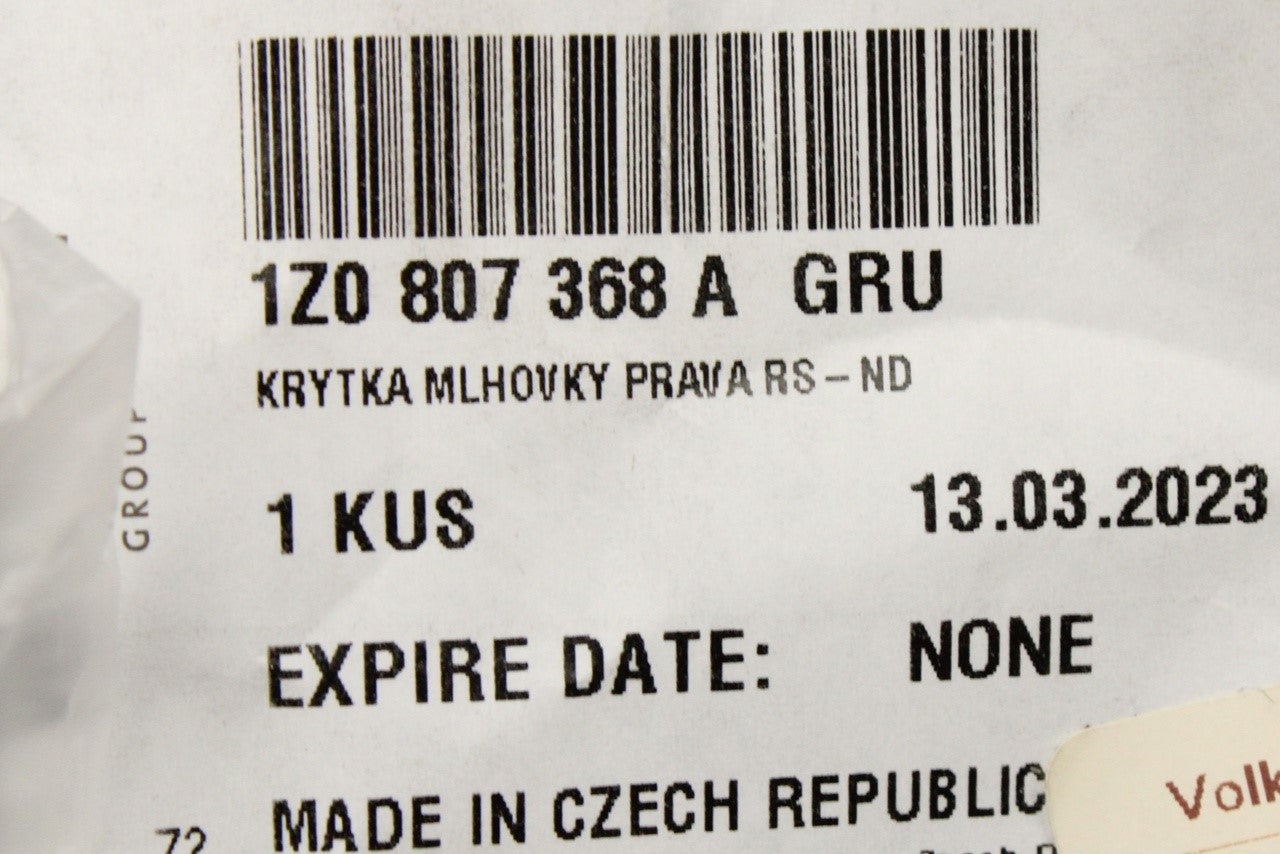 1Z0 807 368 A GRU
KRYTKA MLHOVKY PRAVA RS – ND
1 KUS 13.03.2023
EXPIRE DATE: NONE
MADE IN CZECH REPUBLIC
72
Volk
GROUP